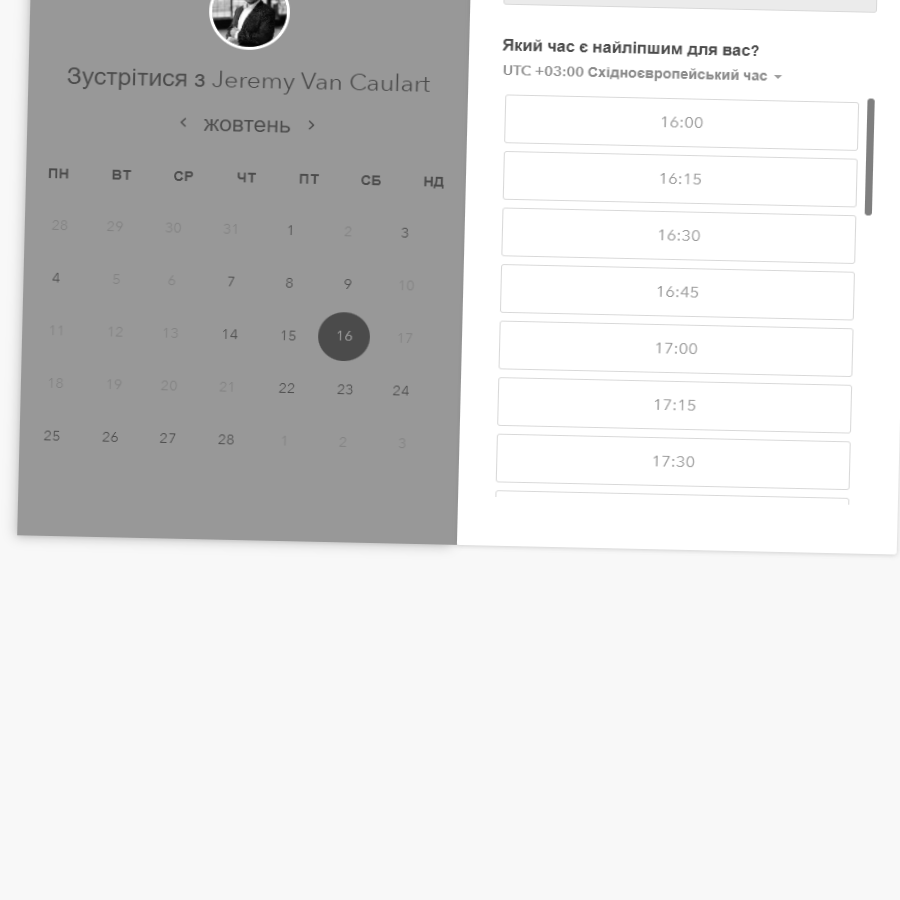 Зустрітися з Jeremy Van Caulart
жовтень
ПН ВТ СР ЧТ ПТ СБ НД
28 29 30 31 1 2 3
4 5 6 7 8 9 10
11 12 13 14 15 16 17
18 19 20 21 22 23 24
25 26 27 28 1 2 3
Який час є найліпшим для вас?
UTC +03:00 Східноєвропейський час
16:00
16:15
16:30
16:45
17:00
17:15
17:30